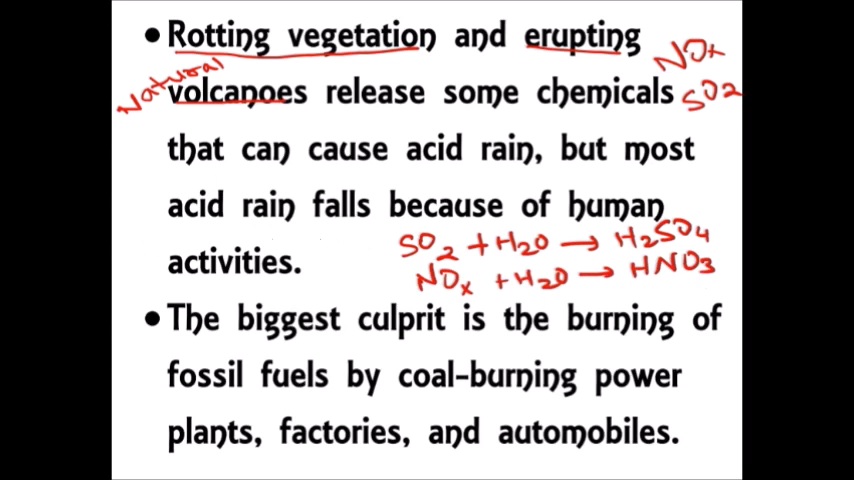 • Rotting vegetation and erupting
NOx
Natural
volcanoes release some chemicals
SO2
that can cause acid rain, but most
acid rain falls because of human
SO2 + H2O → H2SO4
activities.
NOx + H2O → HNO3
• The biggest culprit is the burning of
fossil fuels by coal-burning power
plants, factories, and automobiles.